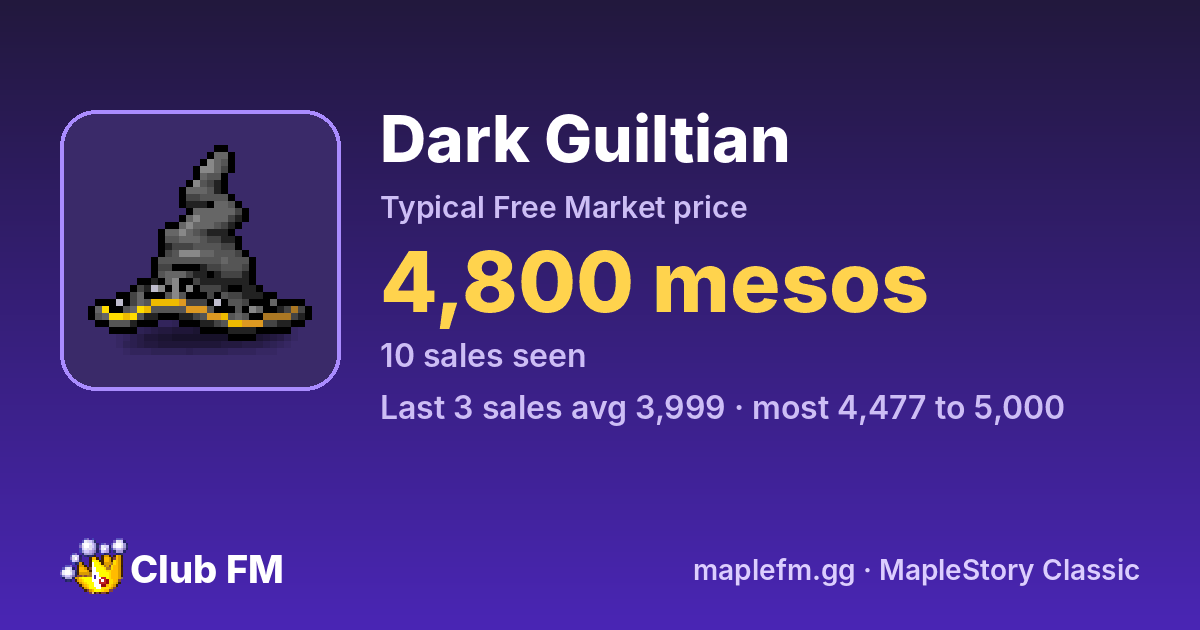 Dark Guiltian
Typical Free Market price
4,800 mesos
10 sales seen
Last 3 sales avg 3,999 · most 4,477 to 5,000
Club FM
maplefm.gg · MapleStory Classic